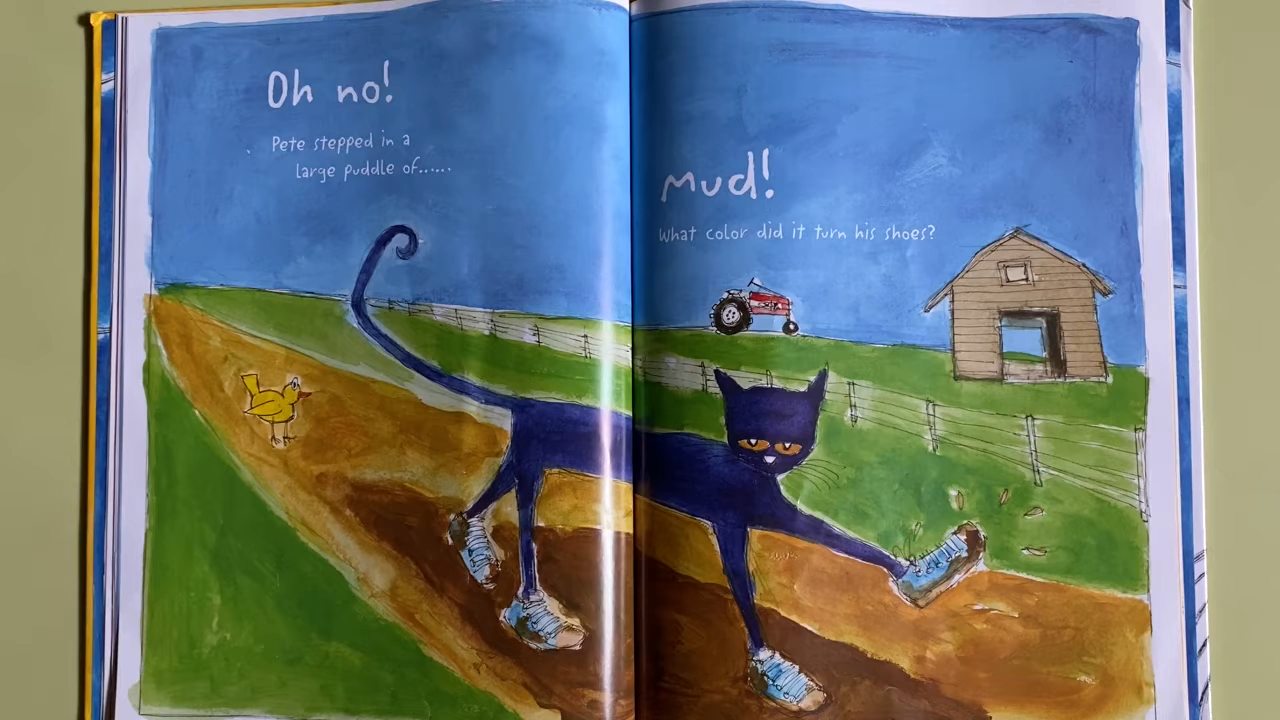 Oh no!
Pete stepped in a
large puddle of......
Mud!
What color did it turn his shoes?